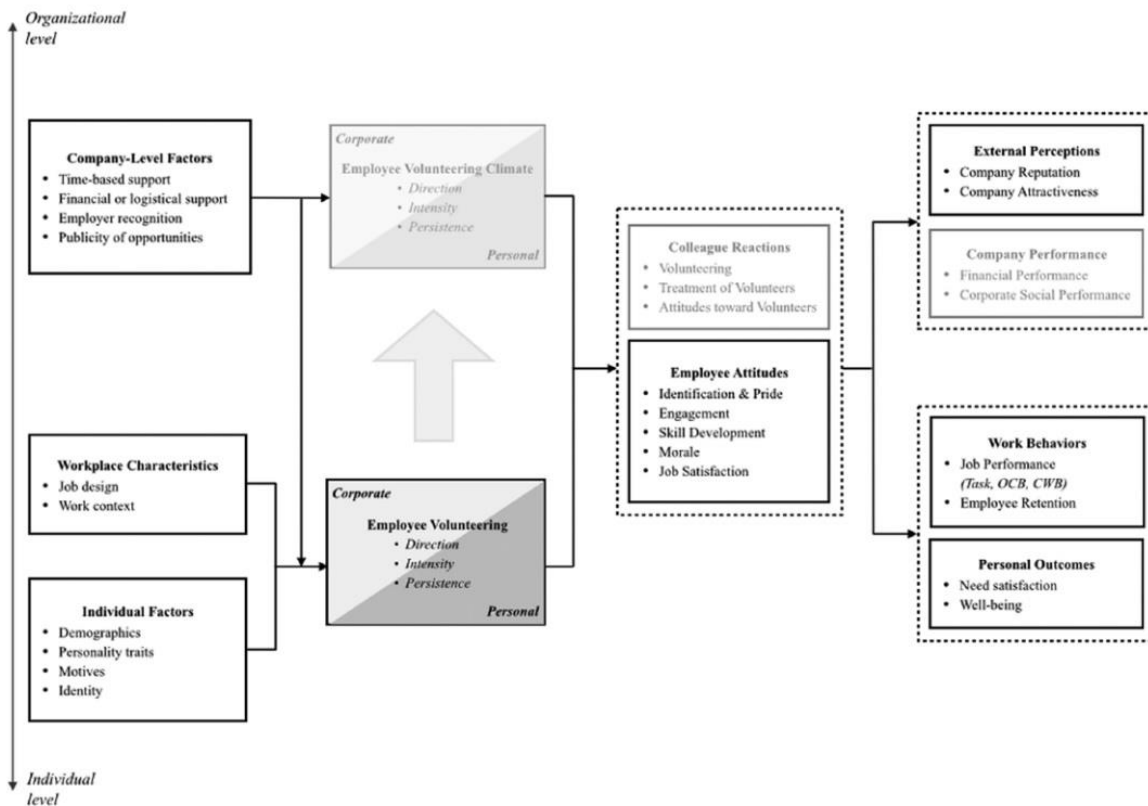 Organizational
level
Company-Level Factors
• Time-based support
• Financial or logistical support
• Employer recognition
• Publicity of opportunities
Workplace Characteristics
• Job design
• Work context
Individual Factors
• Demographics
• Personality traits
• Motives
• Identity
Individual
level
Corporate
Employee Volunteering Climate
• Direction
• Intensity
• Persistence
Personal
Corporate
Employee Volunteering
• Direction
• Intensity
• Persistence
Personal
Colleague Reactions
• Volunteering
• Treatment of Volunteers
• Attitudes toward Volunteers
Employee Attitudes
• Identification & Pride
• Engagement
• Skill Development
• Morale
• Job Satisfaction
External Perceptions
• Company Reputation
• Company Attractiveness
Company Performance
• Financial Performance
• Corporate Social Performance
Work Behaviors
• Job Performance
(Task, OCB, CWB)
• Employee Retention
Personal Outcomes
• Need satisfaction
• Well-being